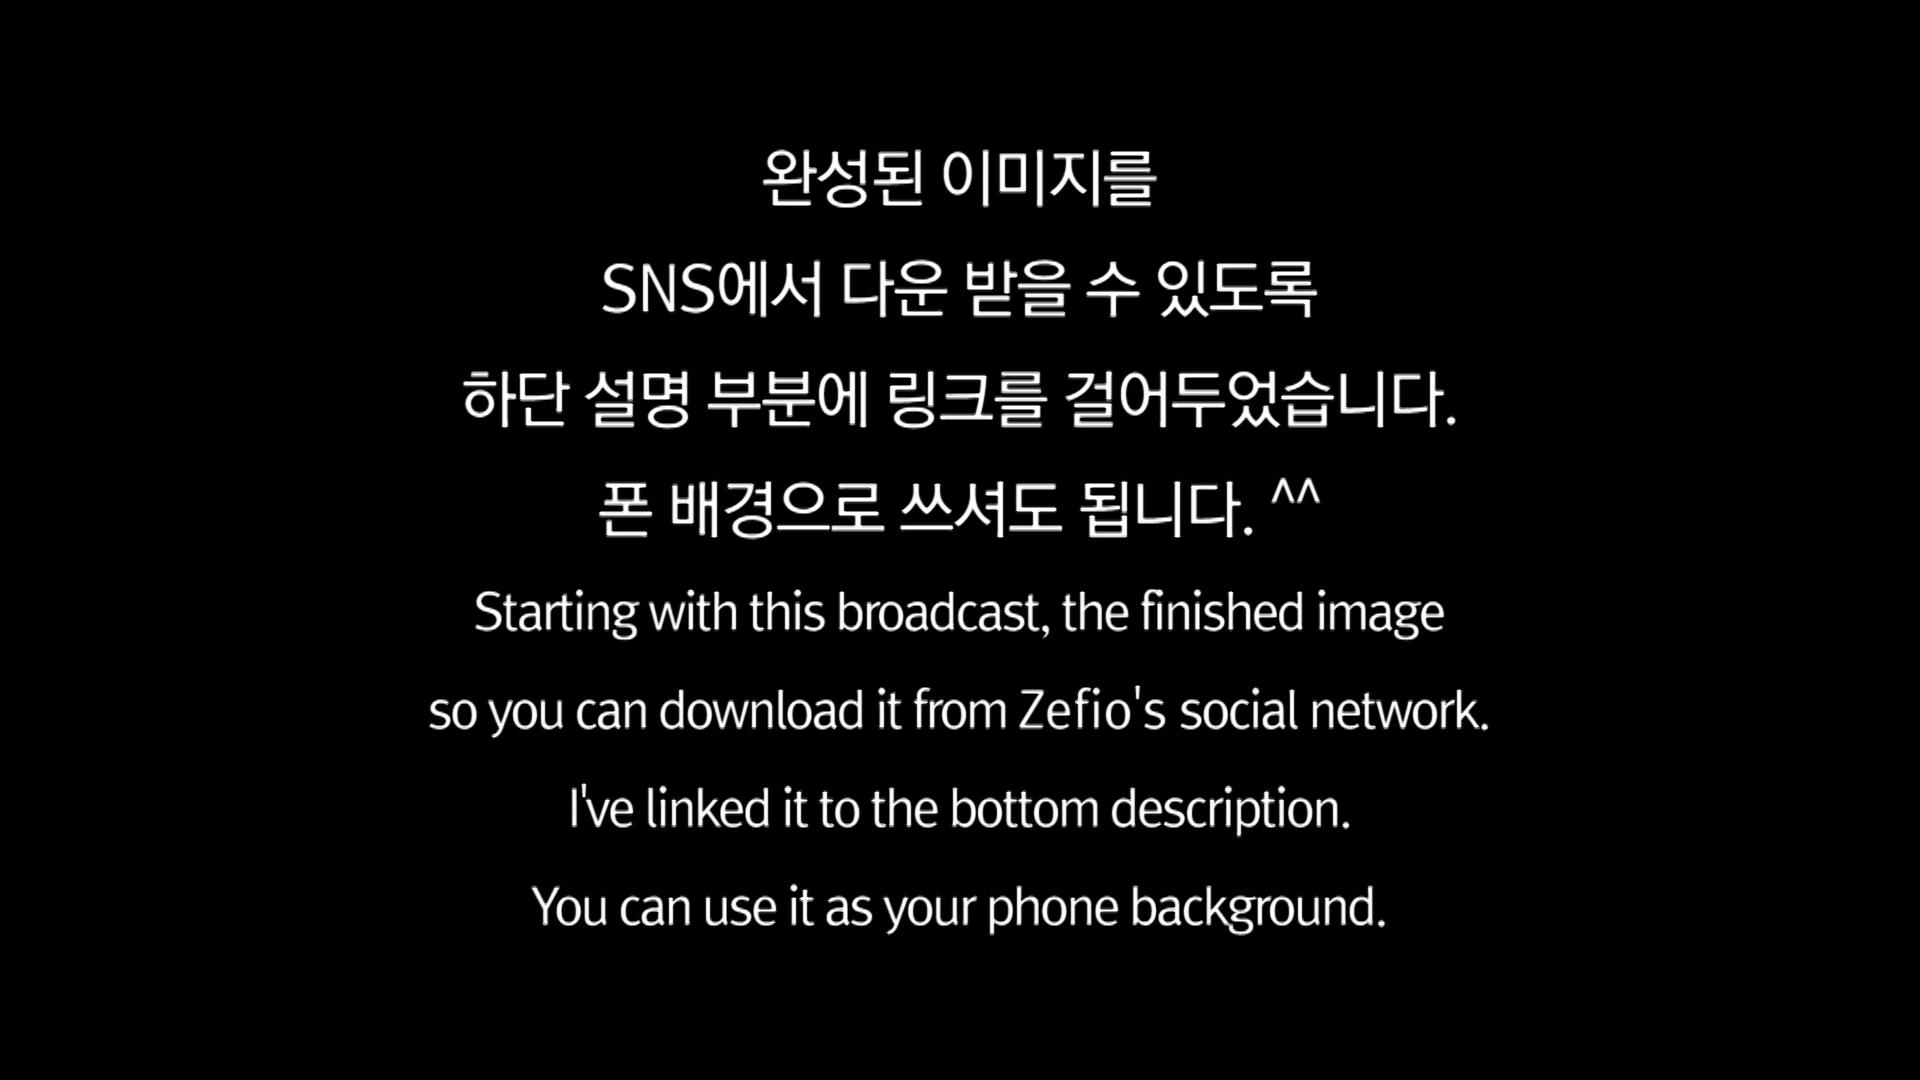 완성된 이미지를
SNS에서 다운 받을 수 있도록
하단 설명 부분에 링크를 걸어두었습니다.
폰 배경으로 쓰셔도 됩니다. ^^
Starting with this broadcast, the finished image
so you can download it from Zefio's social network.
I've linked it to the bottom description.
You can use it as your phone background.